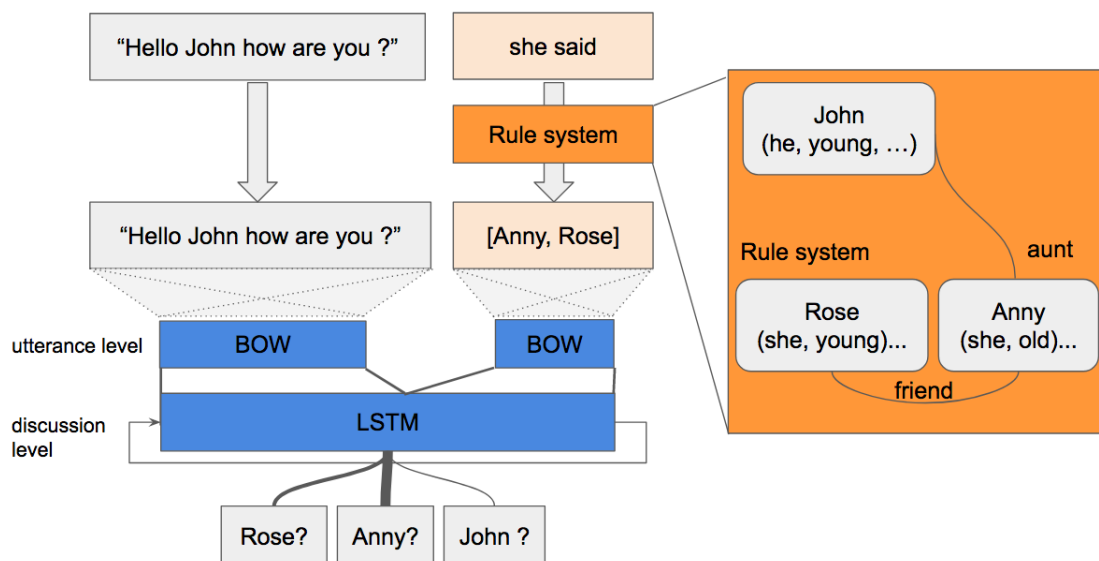 “Hello John how are you ?”
she said
Rule system
“Hello John how are you ?”
[Anny, Rose]
utterance level
BOW
BOW
discussion
level
LSTM
Rose?
Anny?
John ?
John
(he, young, …)
Rule system
aunt
Rose
(she, young)...
Anny
(she, old)...
friend